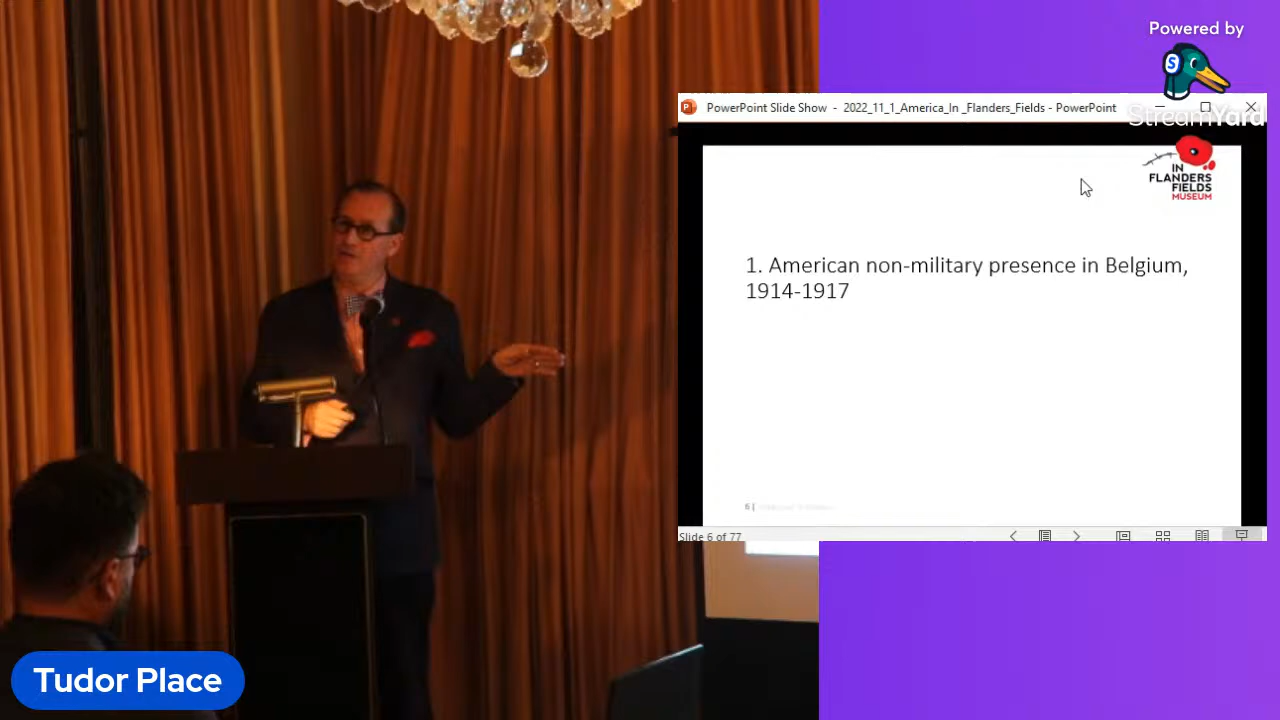 Powered by
StreamYard
PowerPoint Slide Show - 2022_11_1_America_In _Flanders_Fields - PowerPoint
IN
FLANDERS
FIELDS
MUSEUM
1. American non-military presence in Belgium,
1914-1917
6 |
Slide 6 of 77
Tudor Place